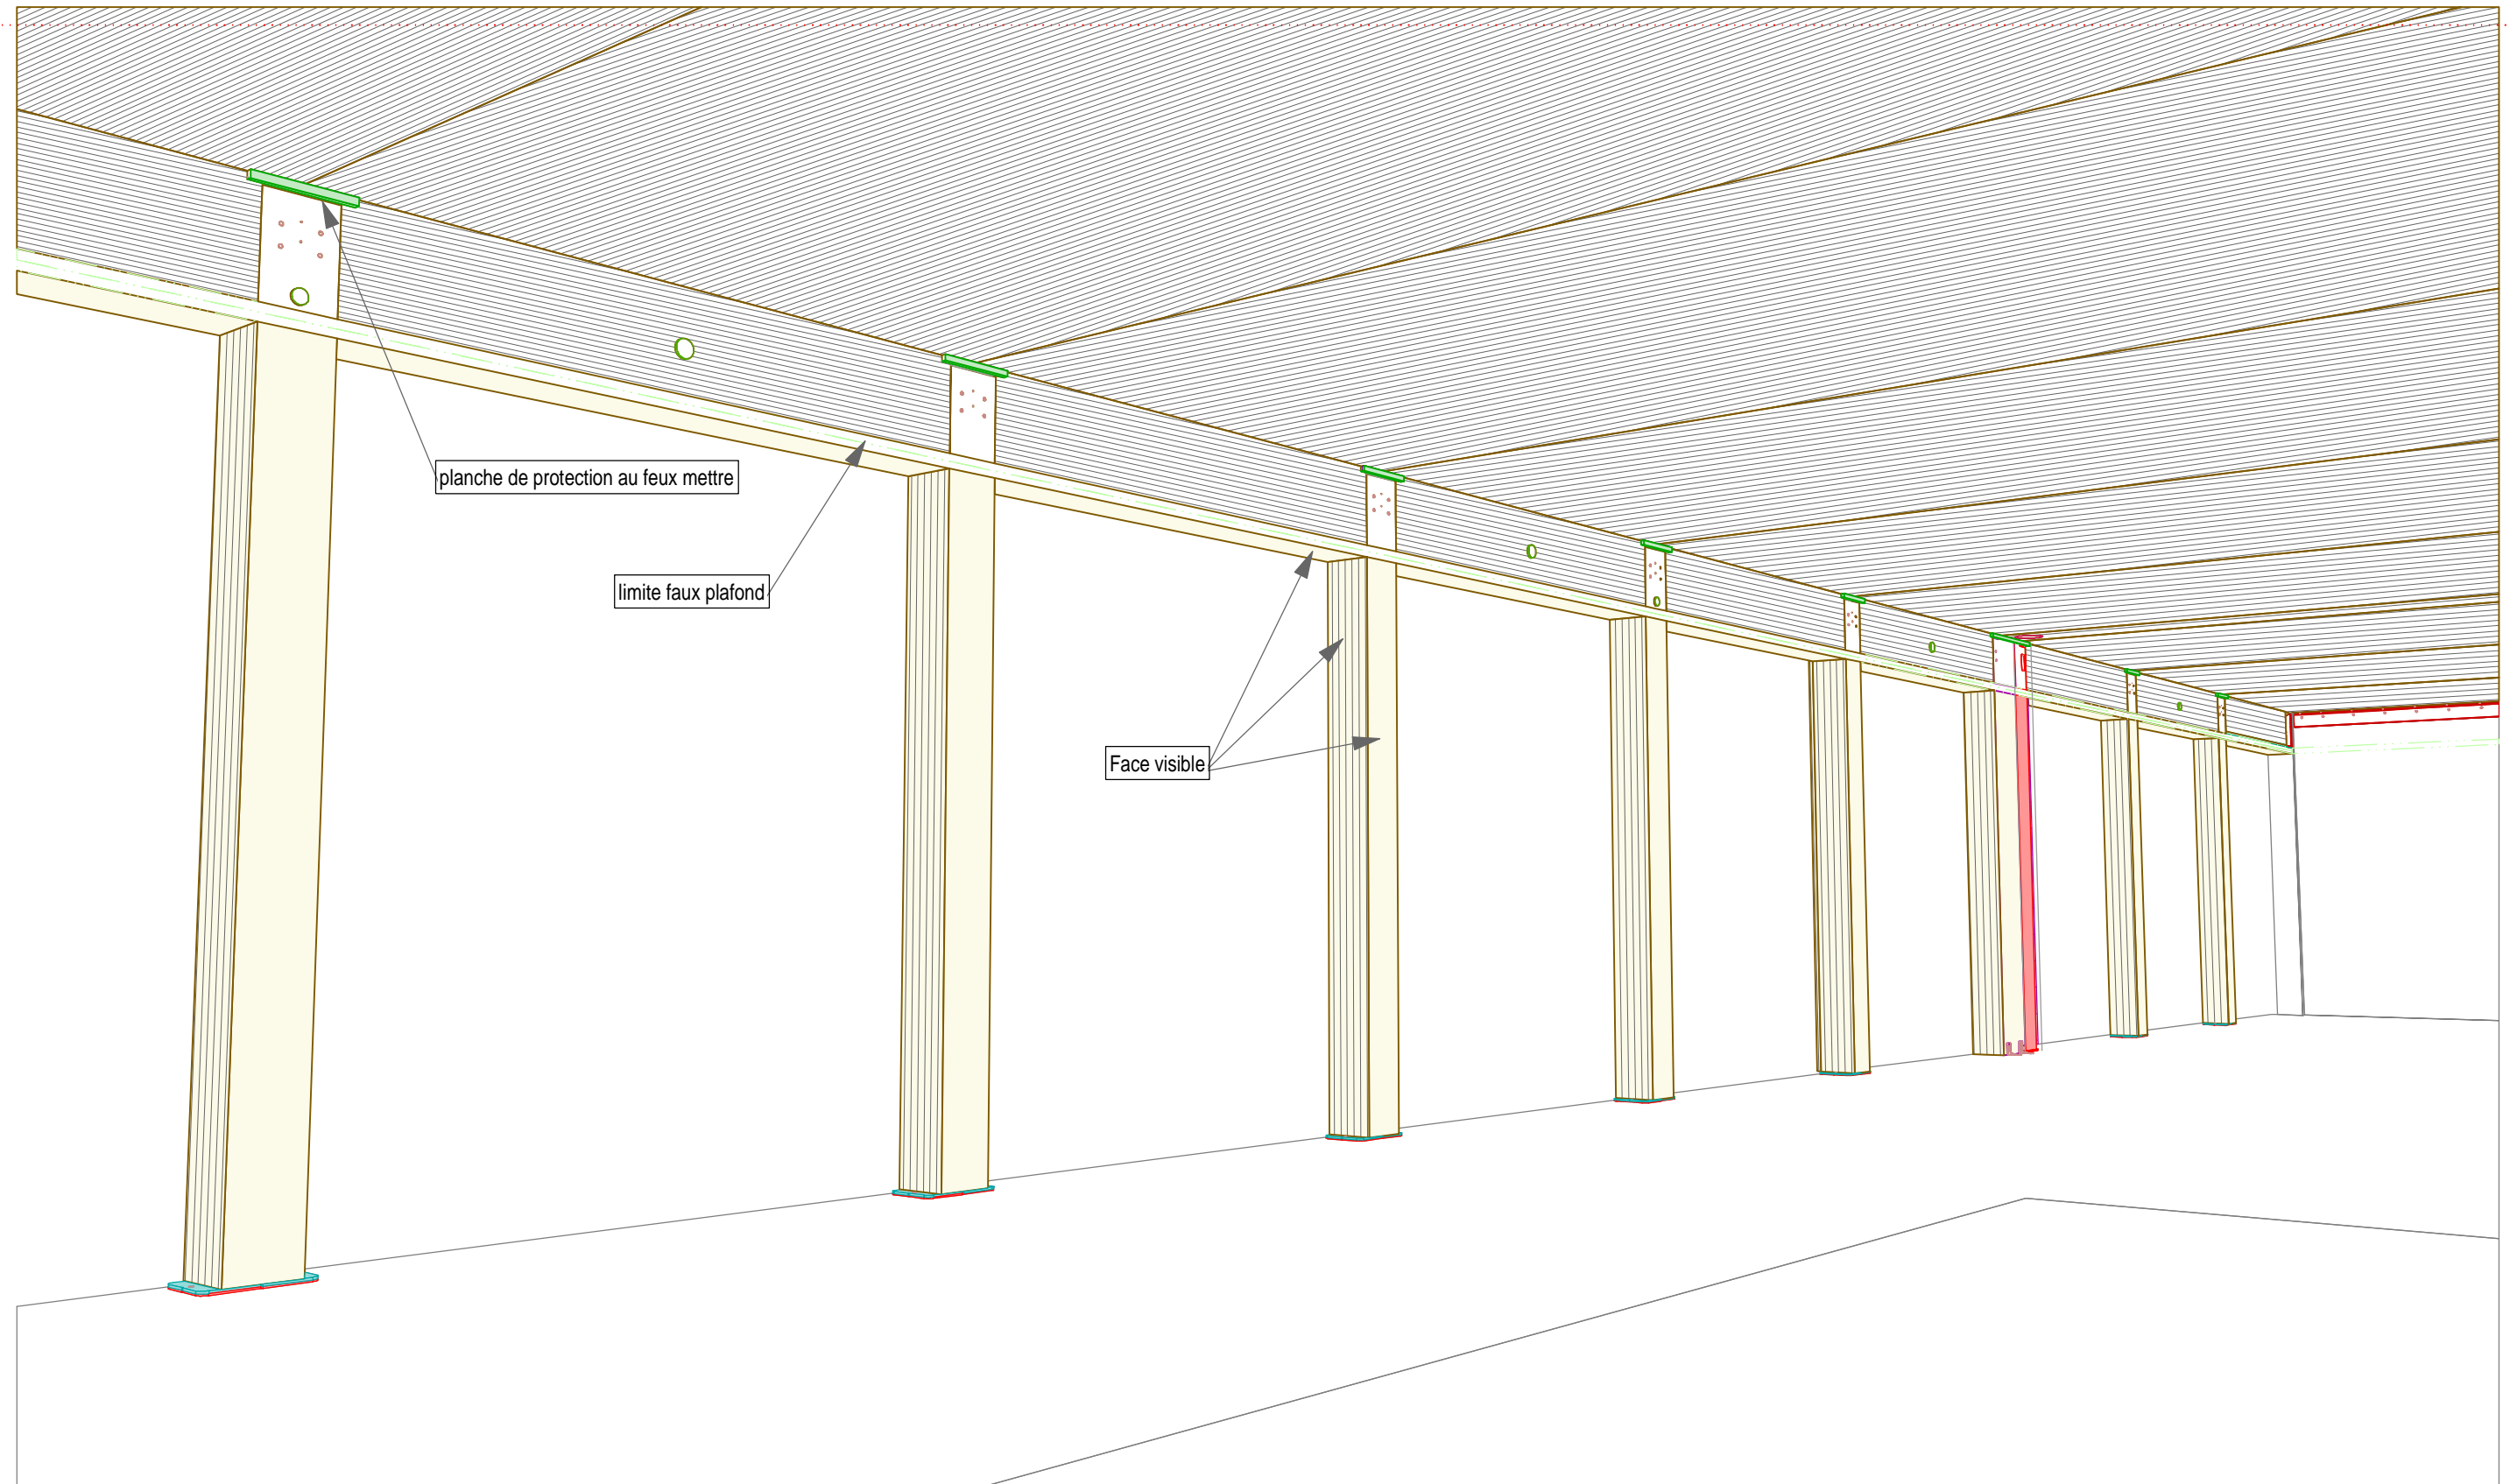 planche de protection au feux mettre
limite faux plafond
Face visible